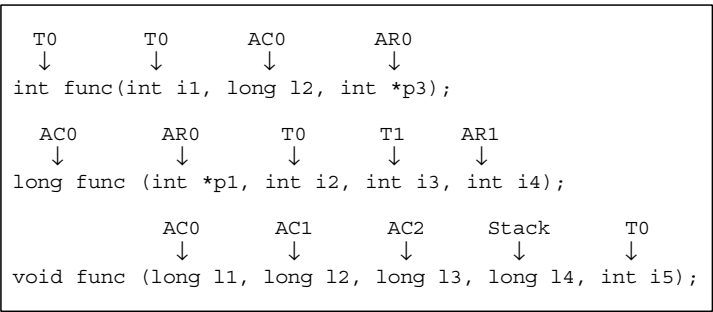 T0 T0 AC0 AR0
↓ ↓ ↓ ↓
int func(int i1, long l2, int *p3);
AC0 AR0 T0 T1 AR1
↓ ↓ ↓ ↓ ↓
long func (int *p1, int i2, int i3, int i4);
AC0 AC1 AC2 Stack T0
↓ ↓ ↓ ↓ ↓
void func (long l1, long l2, long l3, long l4, int i5);